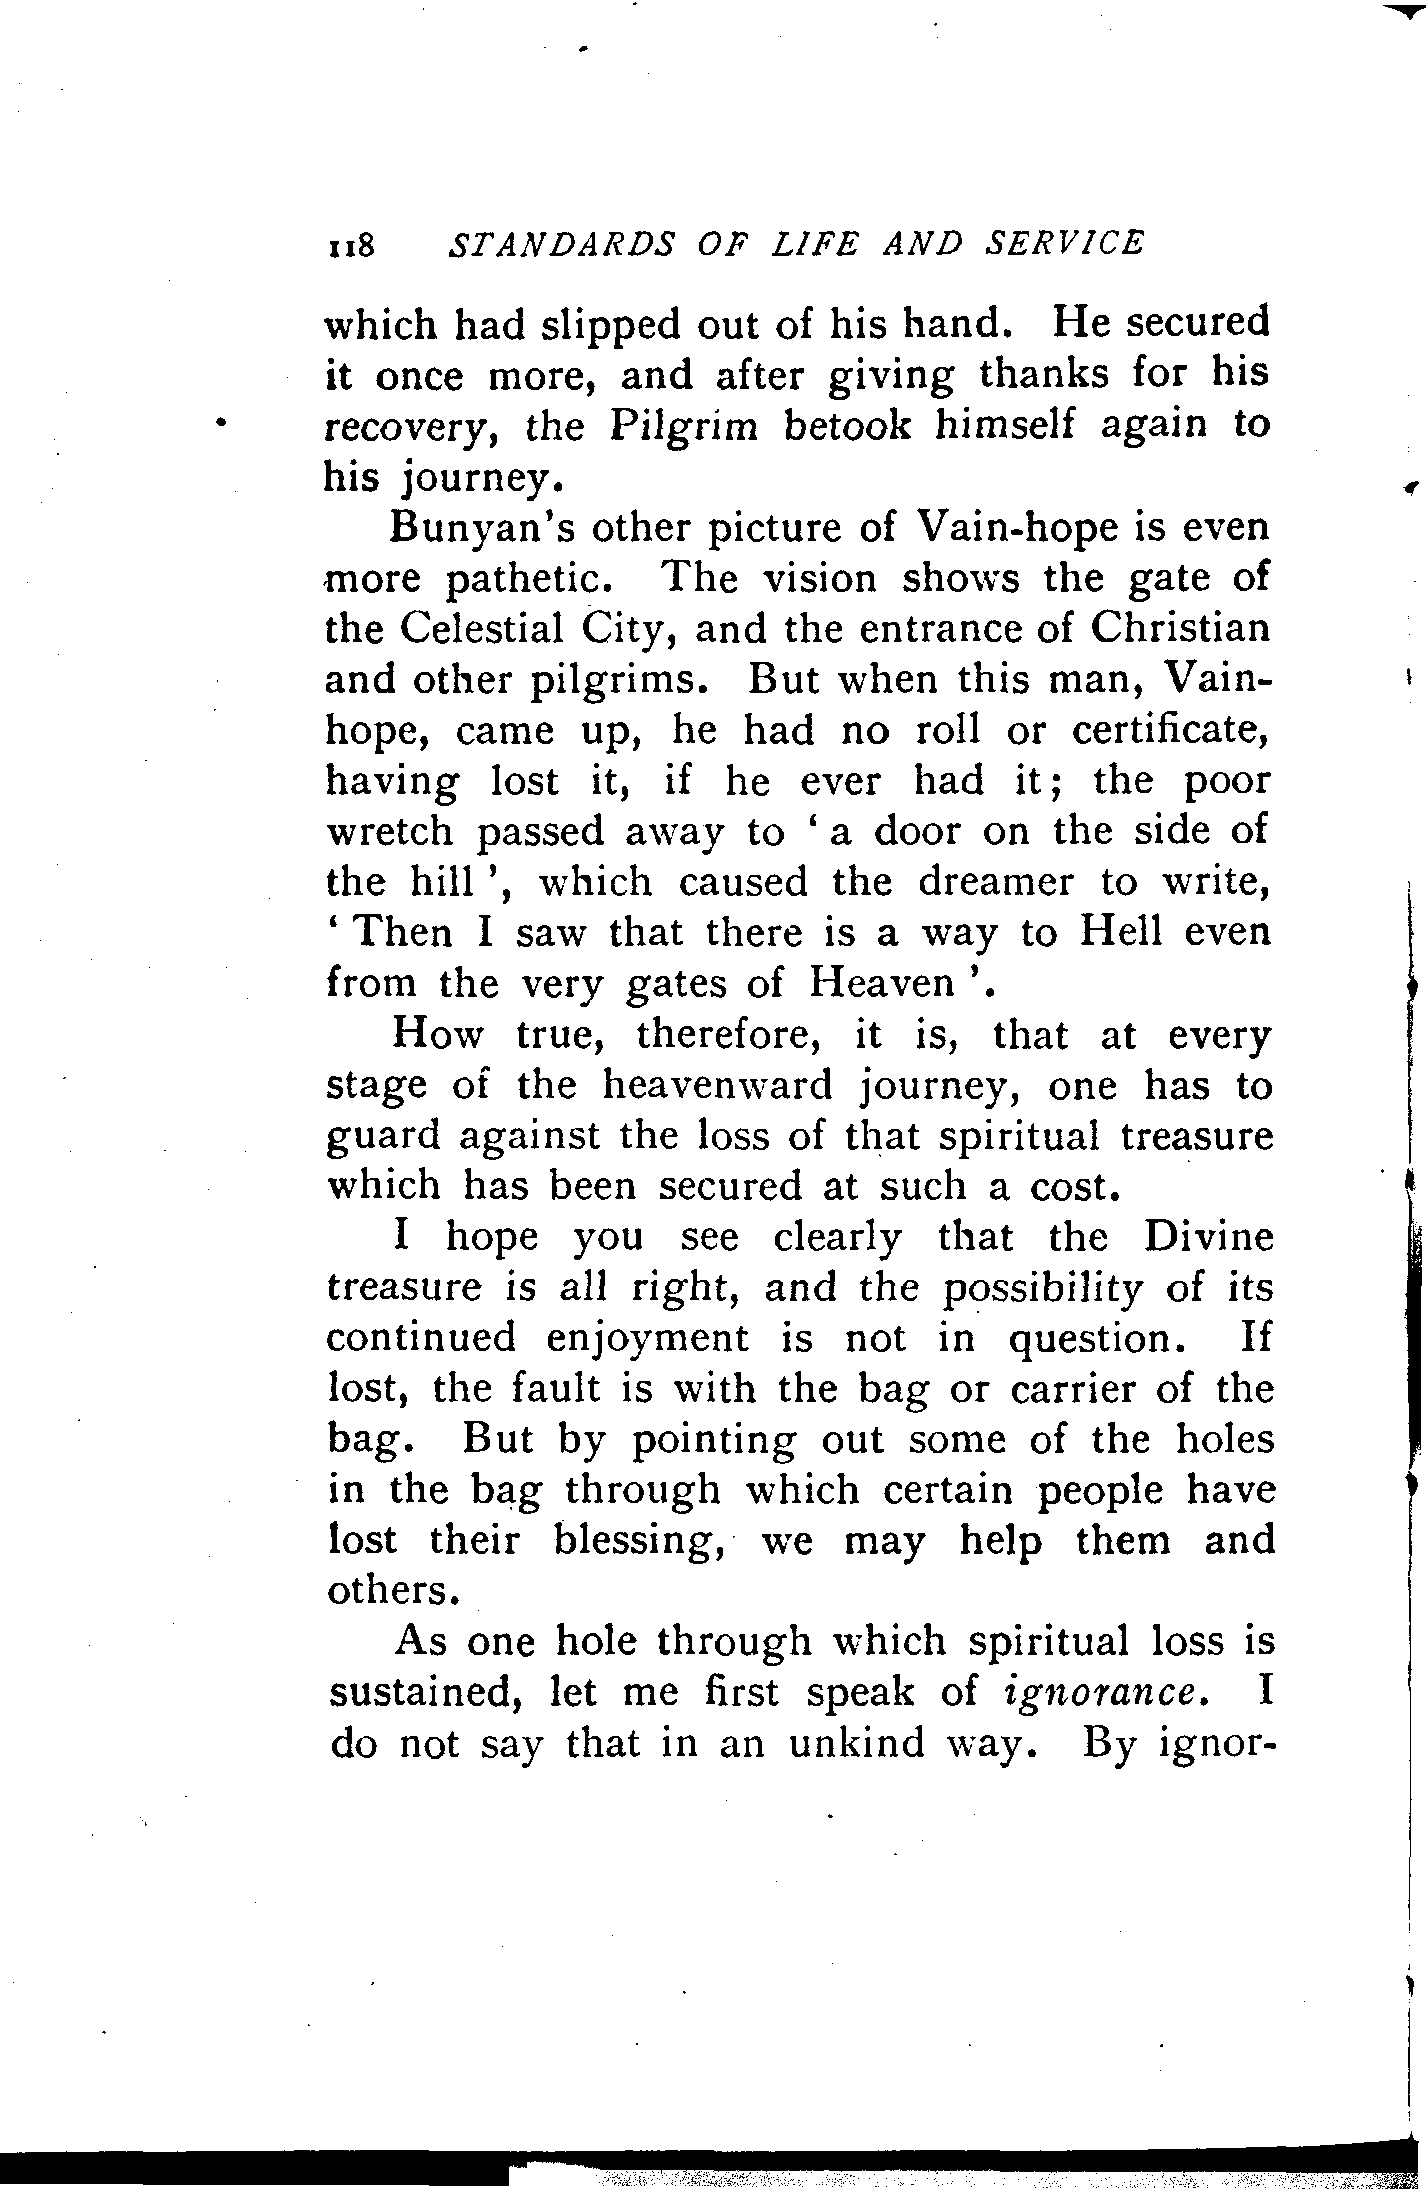 118 STANDARDS OF LIFE AND SERVICE
which had slipped out of his hand. He secured
it once more, and after giving thanks for his
recovery, the Pilgrim betook himself again to
his journey.
Bunyan's other picture of Vain-hope is even
more pathetic. The vision shows the gate of
the Celestial City, and the entrance of Christian
and other pilgrims. But when this man, Vain-
hope, came up, he had no roll or certificate,
having lost it, if he ever had it; the poor
wretch passed away to ‘ a door on the side of
the hill ’, which caused the dreamer to write,
‘ Then I saw that there is a way to Hell even
from the very gates of Heaven ’.
How true, therefore, it is, that at every
stage of the heavenward journey, one has to
guard against the loss of that spiritual treasure
which has been secured at such a cost.
I hope you see clearly that the Divine
treasure is all right, and the possibility of its
continued enjoyment is not in question. If
lost, the fault is with the bag or carrier of the
bag. But by pointing out some of the holes
in the bag through which certain people have
lost their blessing, we may help them and
others.
As one hole through which spiritual loss is
sustained, let me first speak of ignorance. I
do not say that in an unkind way. By ignor-